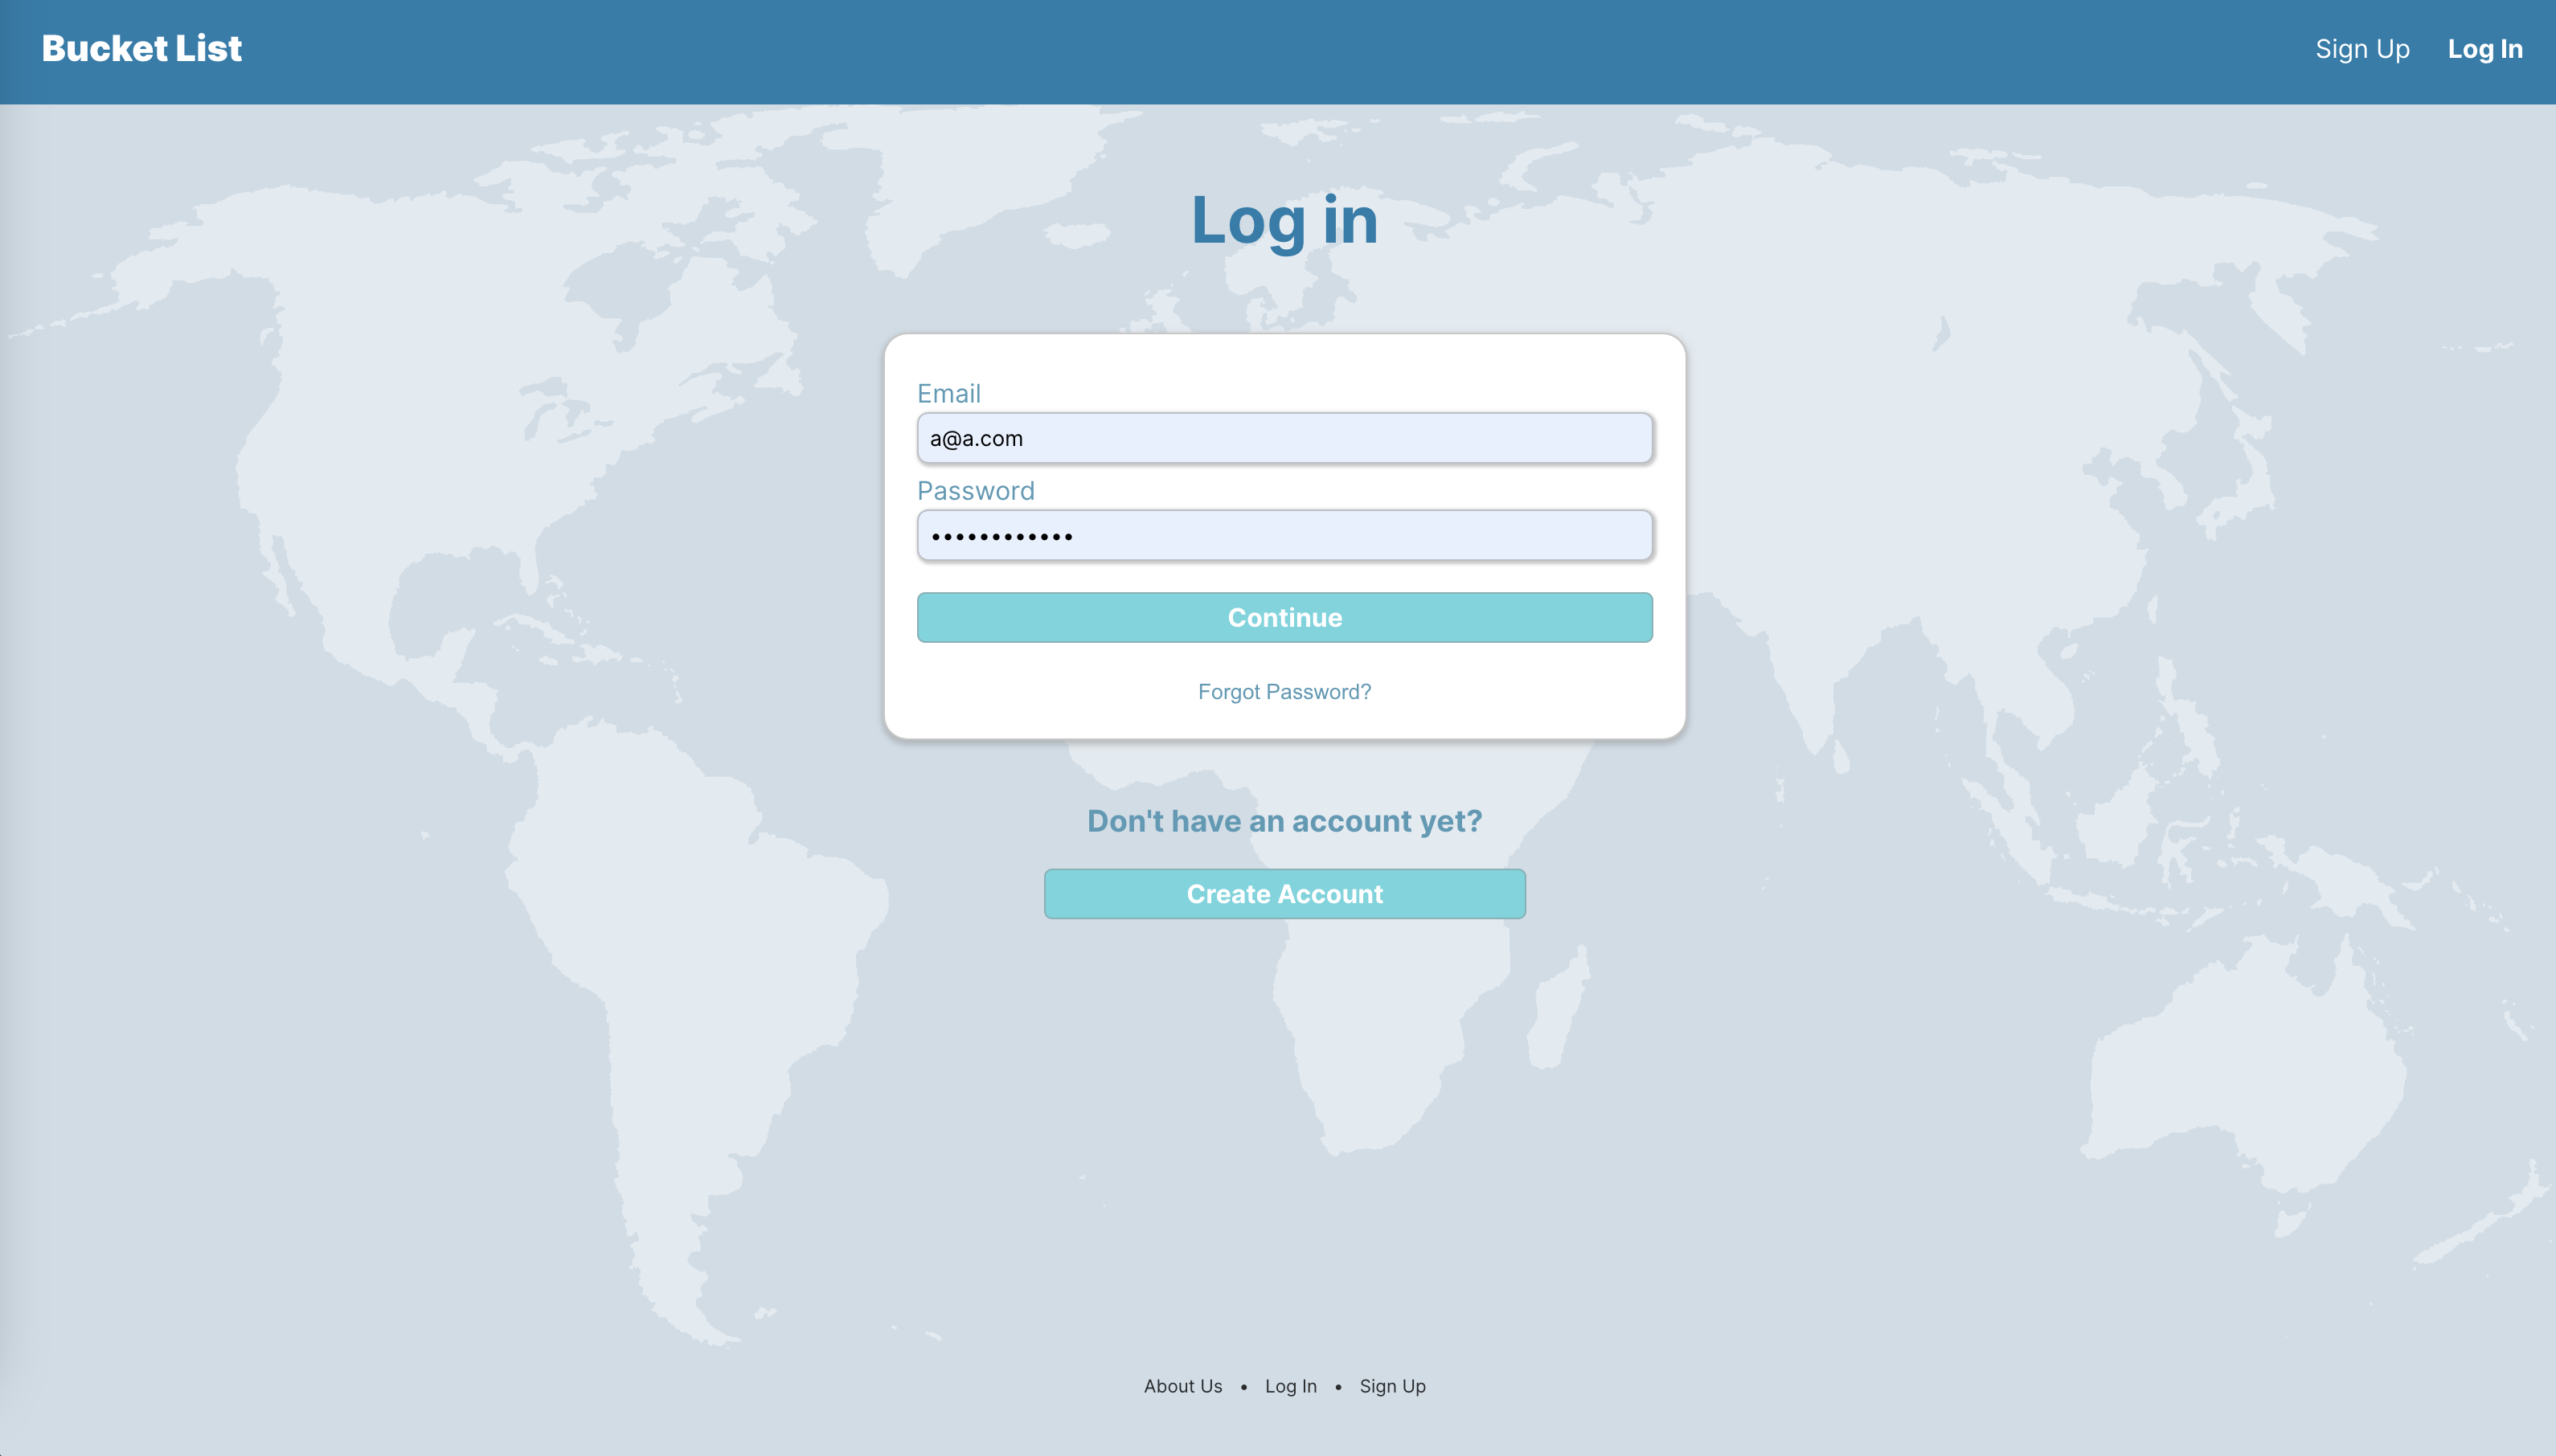 Bucket List
Sign Up
Log In
Log in
Email
a@a.com
Password
••••••••••••
Continue
Forgot Password?
Don't have an account yet?
Create Account
About Us • Log In • Sign Up